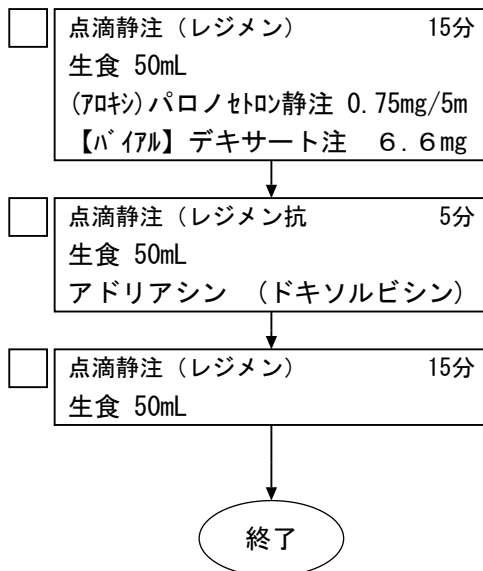 点滴静注（レジメン） 15分
生食 50mL
(アロキシ)パロノセトロン静注 0.75mg/5m
【バイアル】デキサート注 6.6mg
点滴静注（レジメン抗 5分
生食 50mL
アドリアシン （ドキソルビシン）
点滴静注（レジメン） 15分
生食 50mL
終了